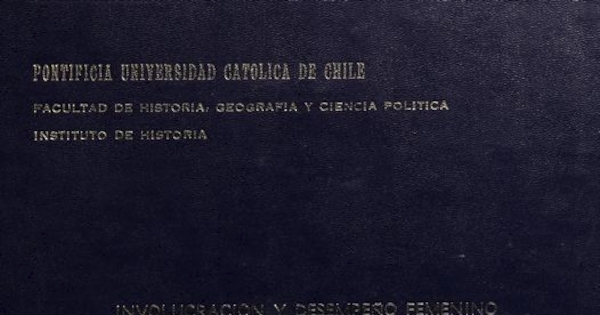 PONTIFICIA UNIVERSIDAD CATOLICA DE CHILE
FACULTAD DE HISTORIA, GEOGRAFIA Y CIENCIA POLITICA
INSTITUTO DE HISTORIA
INVOLUCRACION Y DESEMPEÑO FEMENINO